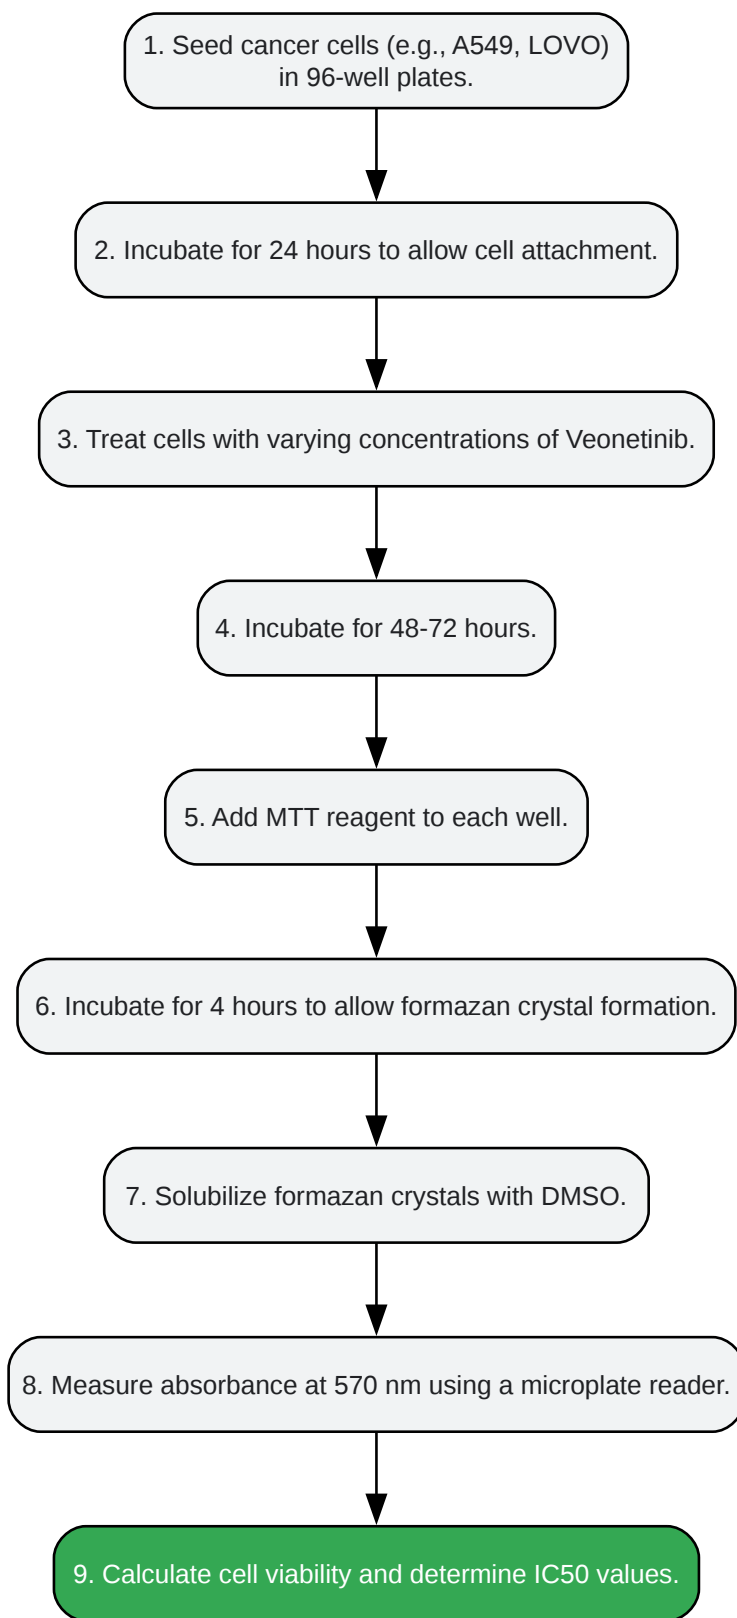 1. Seed cancer cells (e.g., A549, LOVO)
in 96-well plates.
2. Incubate for 24 hours to allow cell attachment.
3. Treat cells with varying concentrations of Veonetinib.
4. Incubate for 48-72 hours.
5. Add MTT reagent to each well.
6. Incubate for 4 hours to allow formazan crystal formation.
7. Solubilize formazan crystals with DMSO.
8. Measure absorbance at 570 nm using a microplate reader.
9. Calculate cell viability and determine IC50 values.